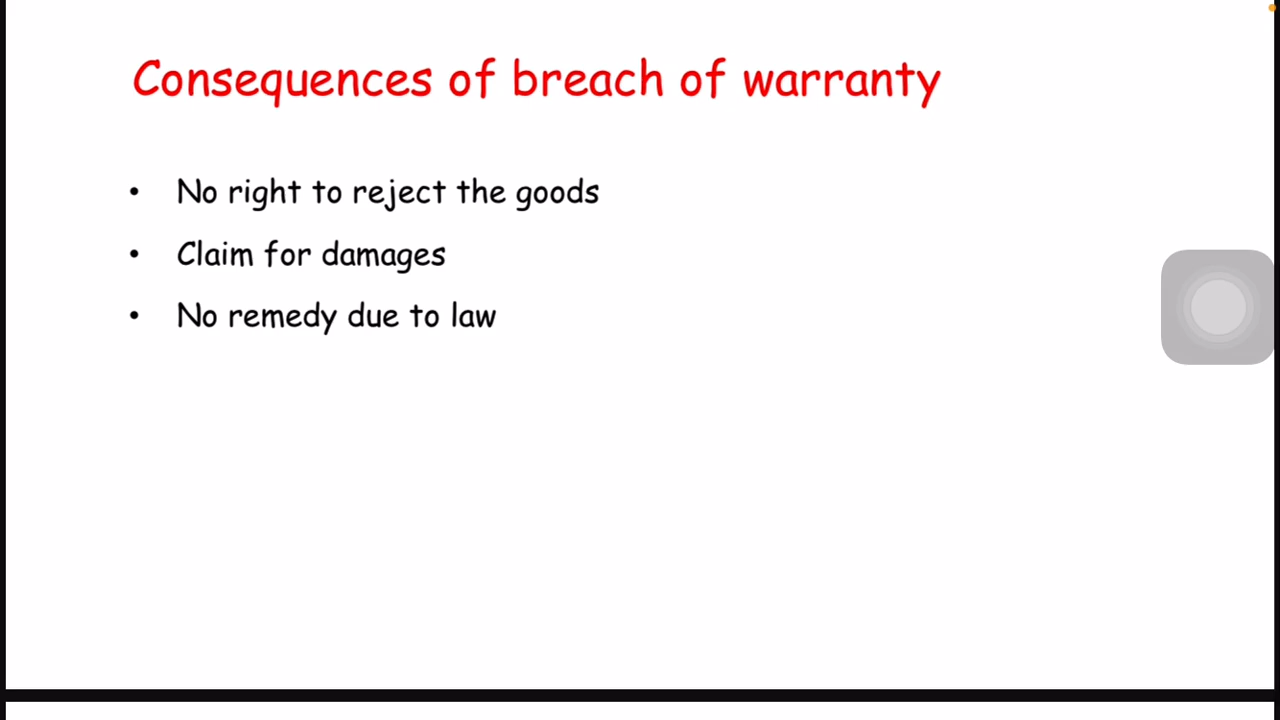 Consequences of breach of warranty
• No right to reject the goods
• Claim for damages
• No remedy due to law